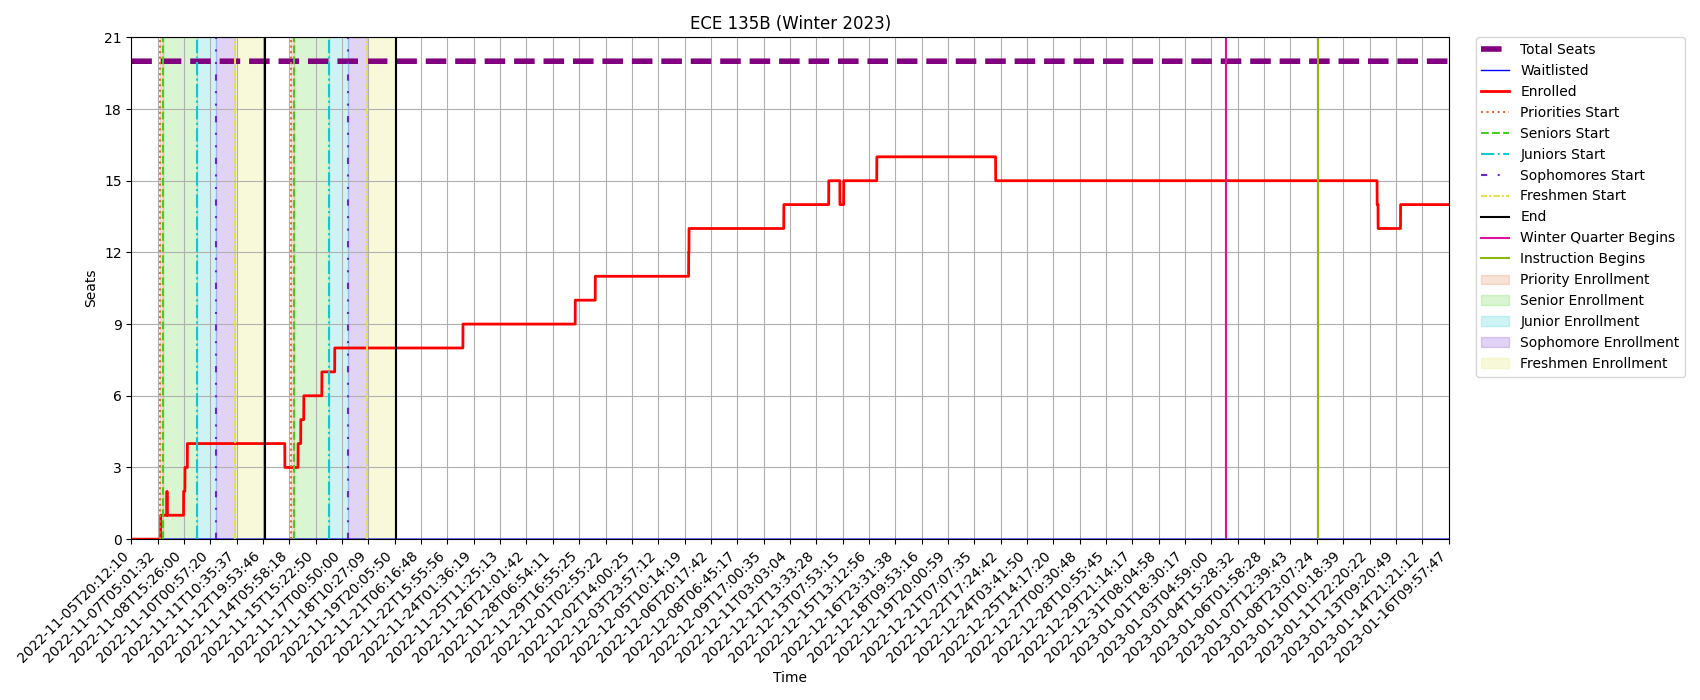 ECE 135B (Winter 2023)
21
18
15
12
9
6
3
0
Seats
2022-11-05T20:12:10
2022-11-07T05:01:32
2022-11-08T15:26:00
2022-11-10T00:57:20
2022-11-11T10:35:37
2022-11-12T19:53:46
2022-11-14T05:58:18
2022-11-15T15:22:50
2022-11-17T00:50:00
2022-11-18T10:27:09
2022-11-19T20:05:50
2022-11-21T06:16:48
2022-11-22T15:55:56
2022-11-24T01:36:19
2022-11-25T11:25:13
2022-11-26T21:01:42
2022-11-28T06:54:11
2022-11-29T16:55:25
2022-12-01T02:55:22
2022-12-02T14:00:25
2022-12-03T23:57:12
2022-12-05T10:14:19
2022-12-06T20:17:42
2022-12-08T06:45:17
2022-12-09T17:00:35
2022-12-11T03:03:04
2022-12-12T13:33:28
2022-12-13T07:53:15
2022-12-15T13:12:56
2022-12-16T23:31:38
2022-12-18T09:53:16
2022-12-19T20:00:59
2022-12-21T07:07:35
2022-12-22T17:24:42
2022-12-24T03:41:50
2022-12-25T14:17:20
2022-12-27T00:30:48
2022-12-28T10:55:45
2022-12-29T21:14:17
2022-12-31T08:04:58
2023-01-01T18:30:17
2023-01-03T04:59:00
2023-01-04T15:28:32
2023-01-06T01:58:28
2023-01-07T12:39:43
2023-01-08T23:07:24
2023-01-10T10:18:39
2023-01-11T22:20:22
2023-01-13T09:20:49
2023-01-14T21:21:12
2023-01-16T09:57:47
Time
Total Seats
Waitlisted
Enrolled
Priorities Start
Seniors Start
Juniors Start
Sophomores Start
Freshmen Start
End
Winter Quarter Begins
Instruction Begins
Priority Enrollment
Senior Enrollment
Junior Enrollment
Sophomore Enrollment
Freshmen Enrollment